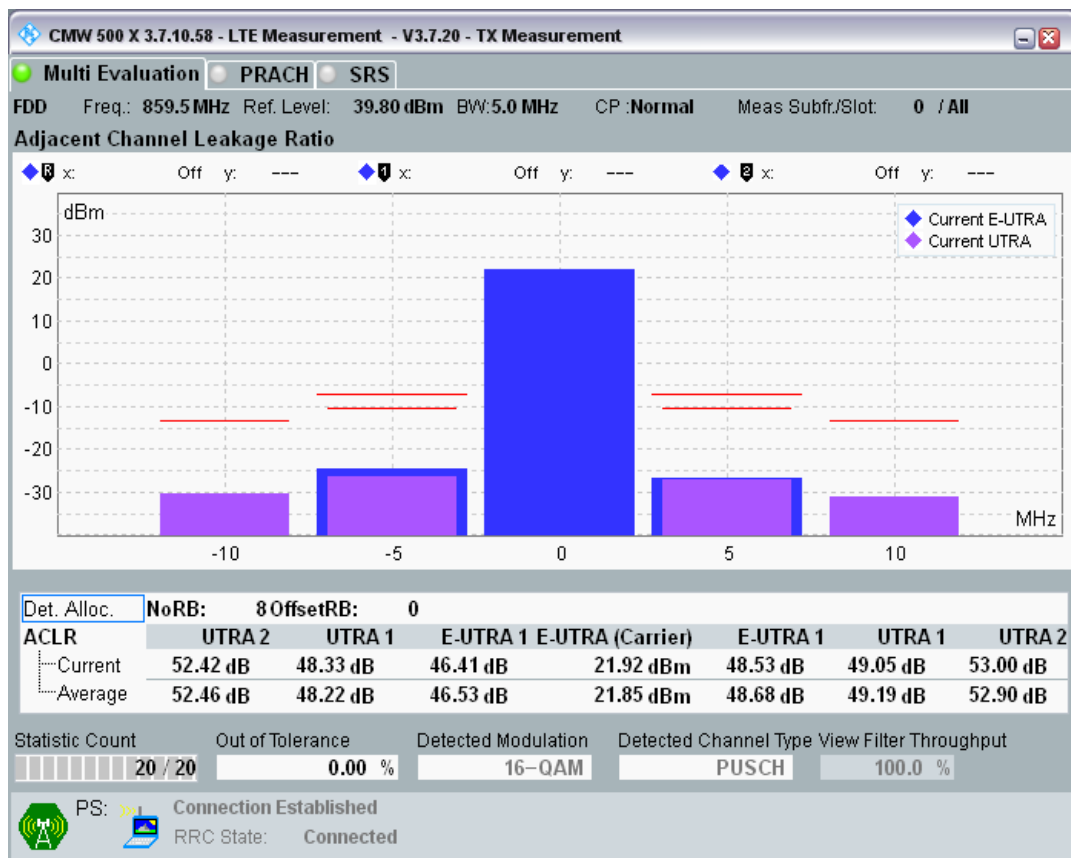 CMW 500 X 3.7.10.58 - LTE Measurement - V3.7.20 - TX Measurement
Multi Evaluation PRACH SRS
FDD Freq.: 859.5 MHz Ref. Level: 39.80 dBm BW:5.0 MHz CP :Normal Meas Subfr./Slot: 0 / All
Adjacent Channel Leakage Ratio
R x: Off y: --- 1 x: Off y: --- 2 x: Off y: ---
dBm
Current E-UTRA
Current UTRA
30
20
10
0
-10
-20
-30
MHz
-10 -5 0 5 10
Det. Alloc. NoRB: 8 OffsetRB: 0
ACLR UTRA 2 UTRA 1 E-UTRA 1 E-UTRA (Carrier) E-UTRA 1 UTRA 1 UTRA 2
Current 52.42 dB 48.33 dB 46.41 dB 21.92 dBm 48.53 dB 49.05 dB 53.00 dB
Average 52.46 dB 48.22 dB 46.53 dB 21.85 dBm 48.68 dB 49.19 dB 52.90 dB
Statistic Count Out of Tolerance Detected Modulation Detected Channel Type View Filter Throughput
20 / 20 0.00 % 16-QAM PUSCH 100.0 %
PS: Connection Established
RRC State: Connected